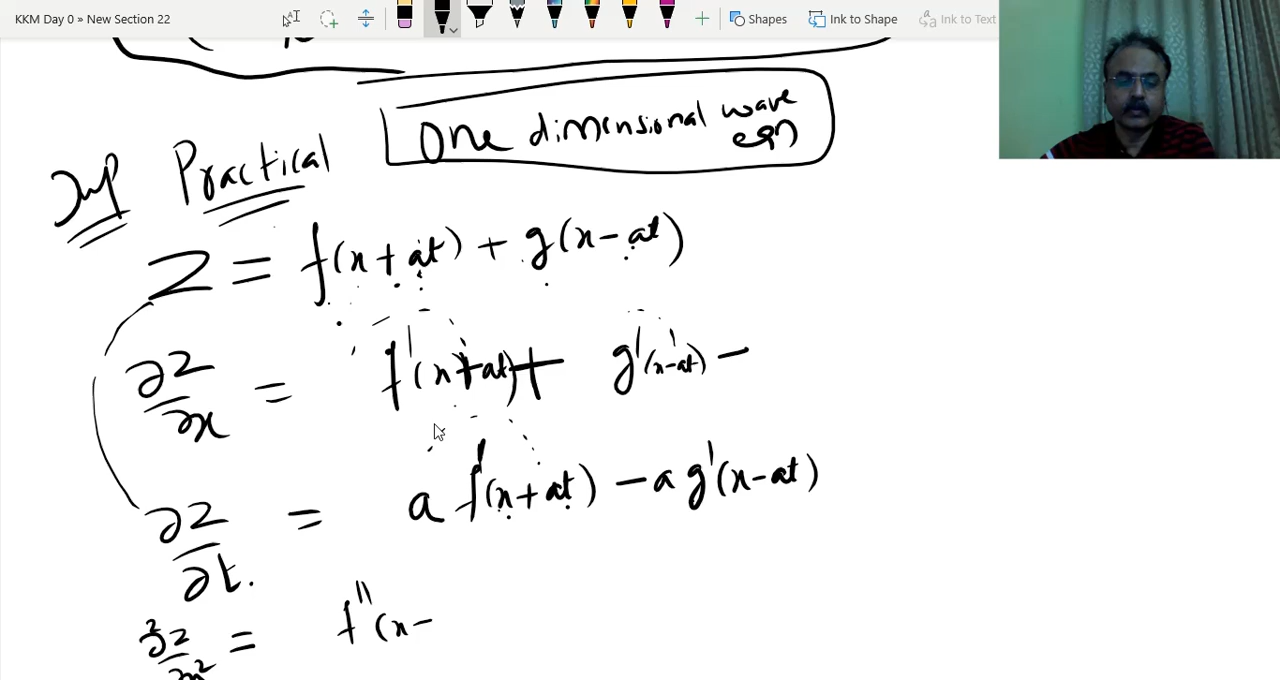 KKM Day 0 » New Section 22
Shapes
Ink to Shape
Ink to Text
One dimensional wave
eqn
Imp Practical
Z = f(x + at) + g(x - at)
∂Z/∂x = f'(x + at) + g'(x - at) -
∂Z/∂t. = a f'(x + at) - a g'(x - at)
∂²Z/∂x² = f''(x -